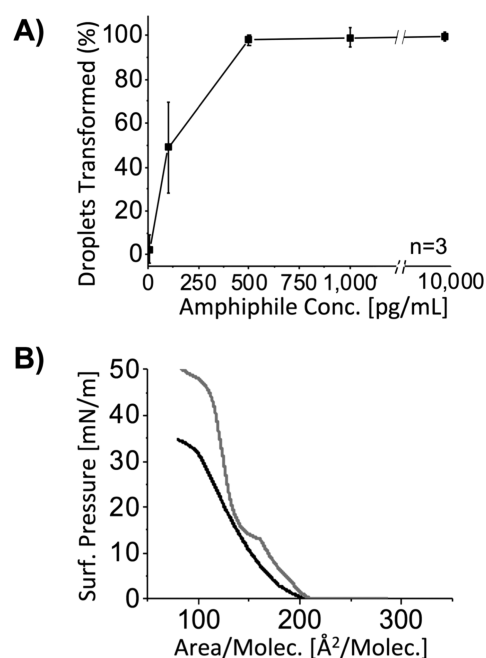 A)
Droplets Transformed (%)
100
80
60
40
20
0
n=3
0 250 500 750 1,000 10,000
Amphiphile Conc. [pg/mL]
B)
Surf. Pressure [mN/m]
50
40
30
20
10
0
100 200 300
Area/Molec. [Å²/Molec.]